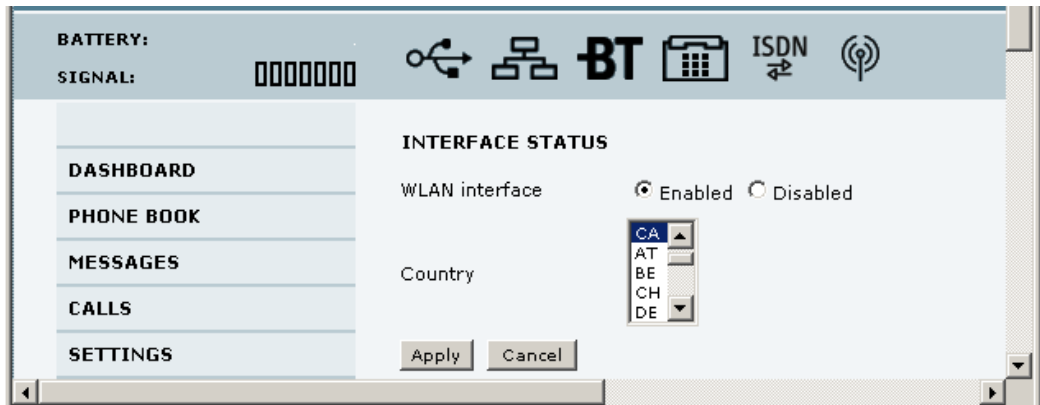 BATTERY:
SIGNAL:
BT
ISDN
DASHBOARD
PHONE BOOK
MESSAGES
CALLS
SETTINGS
INTERFACE STATUS
WLAN interface Enabled Disabled
Country
CA
AT
BE
CH
DE
Apply Cancel